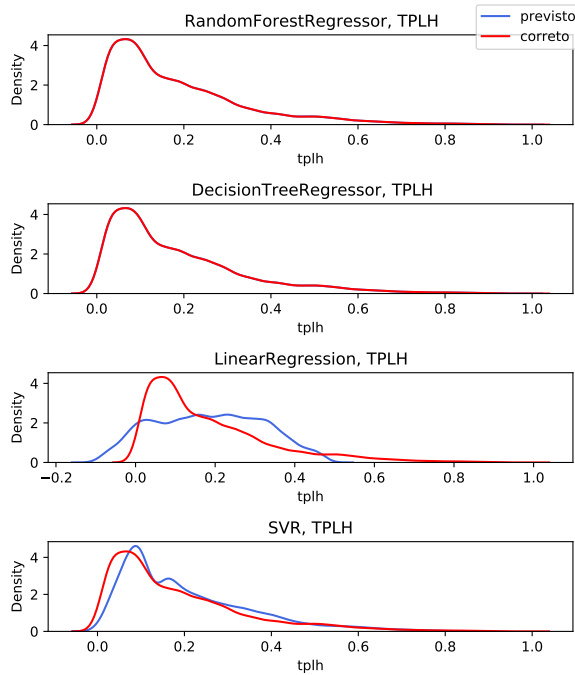 RandomForestRegressor, TPLH
previsto
correto
Density
0 2 4
0.0 0.2 0.4 0.6 0.8 1.0
tplh
DecisionTreeRegressor, TPLH
Density
0 2 4
0.0 0.2 0.4 0.6 0.8 1.0
tplh
LinearRegression, TPLH
Density
0 2 4
−0.2 0.0 0.2 0.4 0.6 0.8 1.0
tplh
SVR, TPLH
Density
0 2 4
0.0 0.2 0.4 0.6 0.8 1.0
tplh